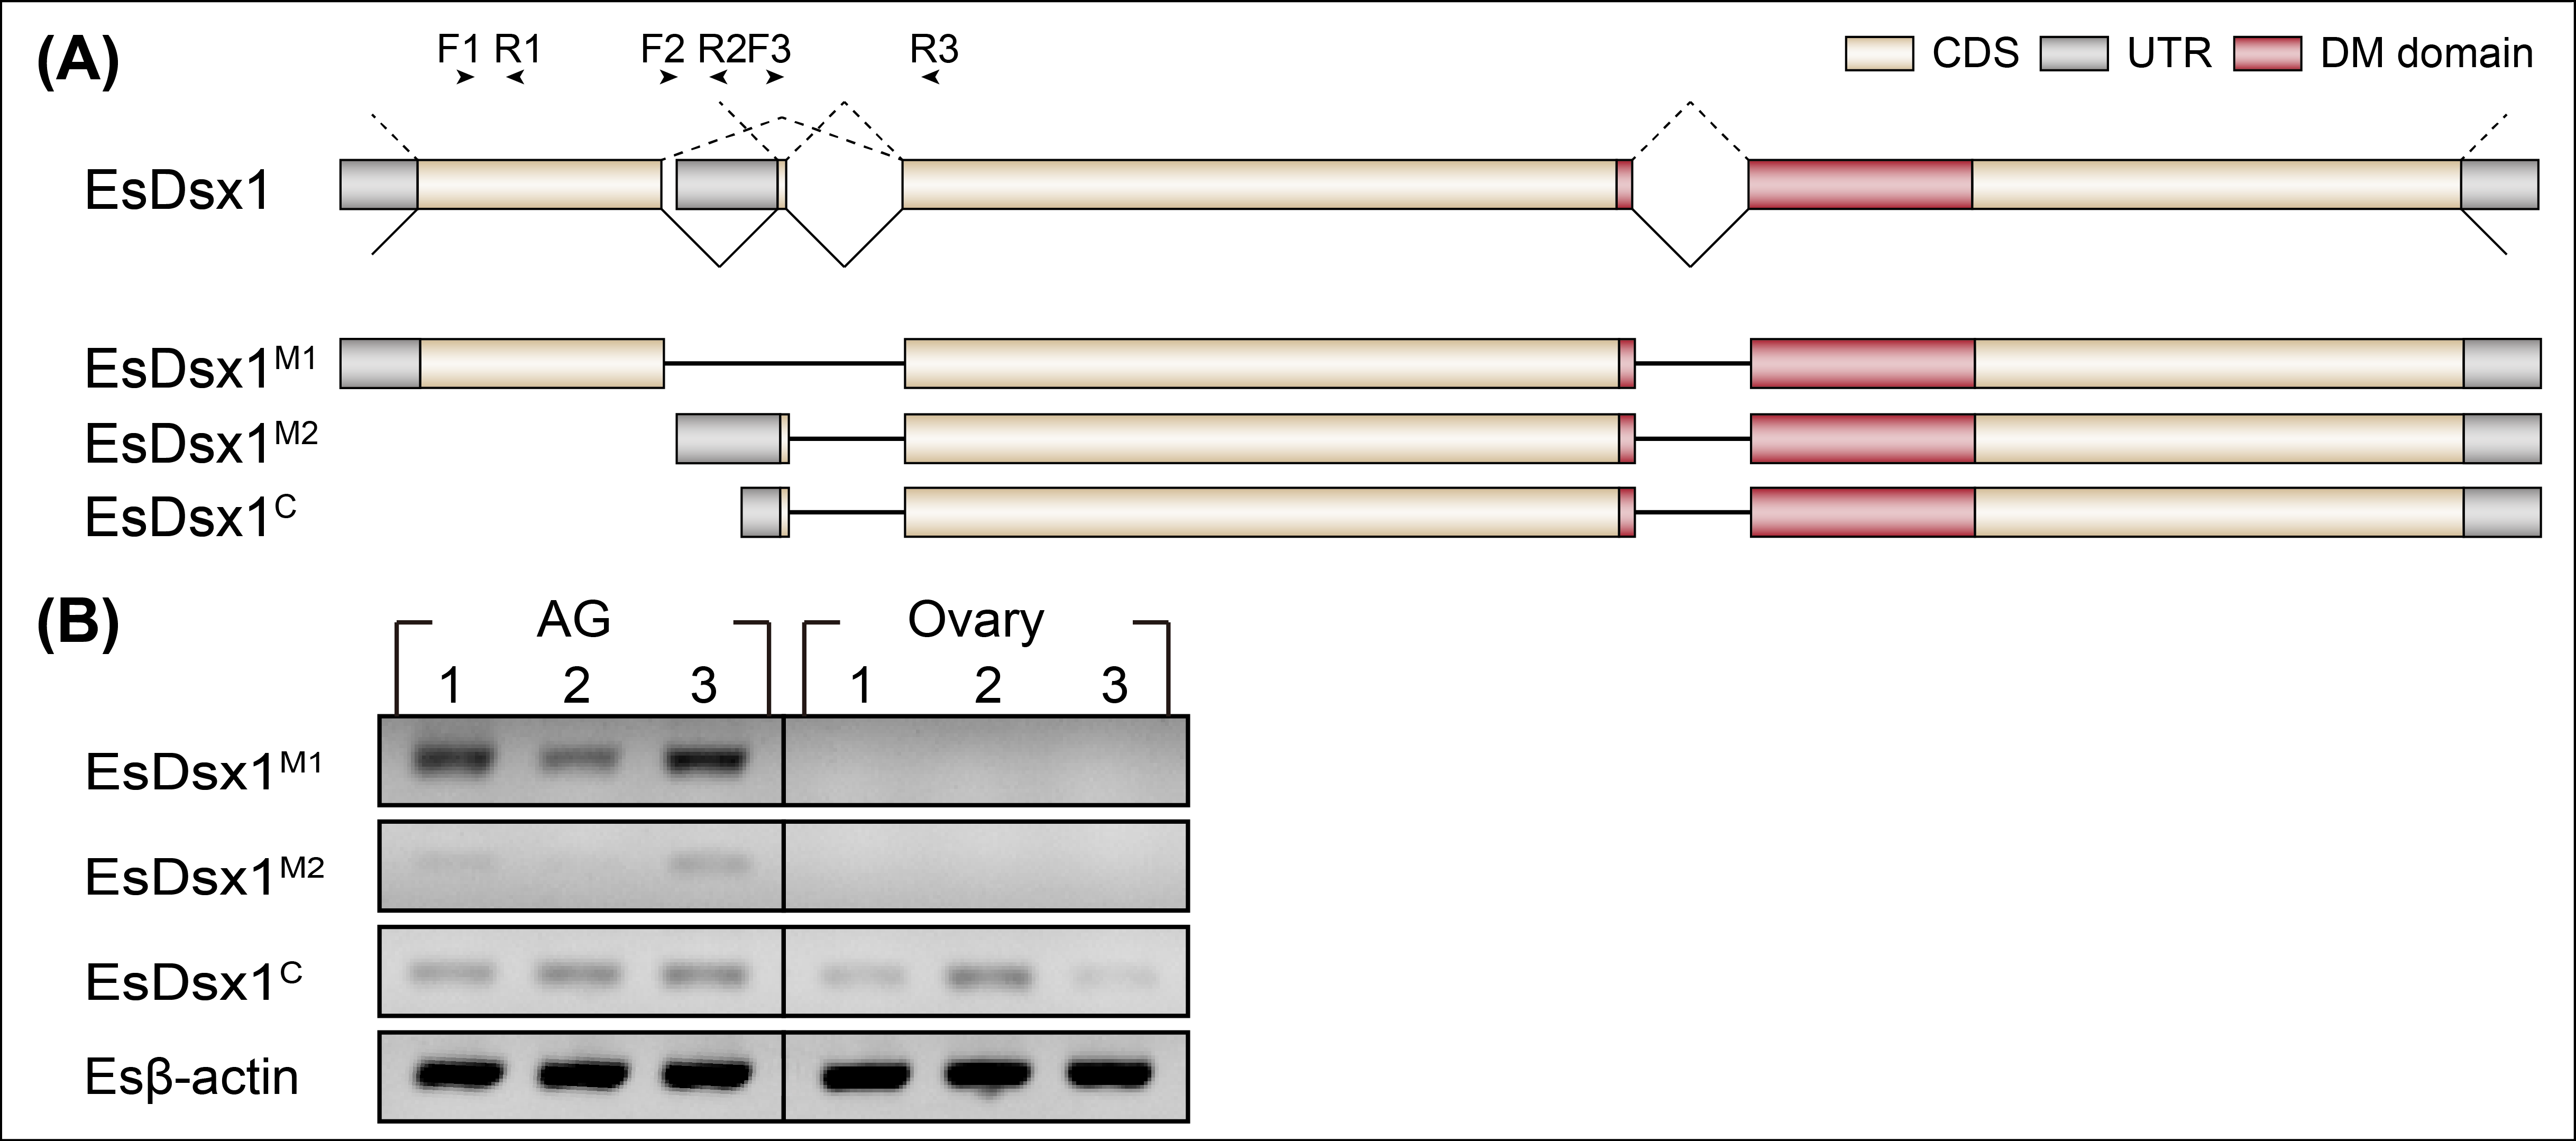 (A)
F1 R1 F2 R2F3 R3
CDS UTR DM domain
EsDsx1
EsDsx1M1
EsDsx1M2
EsDsx1C
(B)
AG Ovary
1 2 3 1 2 3
EsDsx1M1
EsDsx1M2
EsDsx1C
Esβ-actin